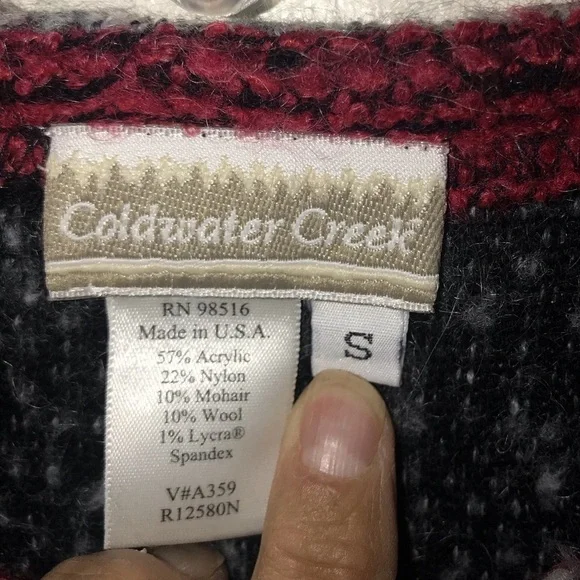 Coldwater Creek
RN 98516
Made in U.S.A.
57% Acrylic
22% Nylon
10% Mohair
10% Wool
1% Lycra®
Spandex
V#A359
R12580N
S